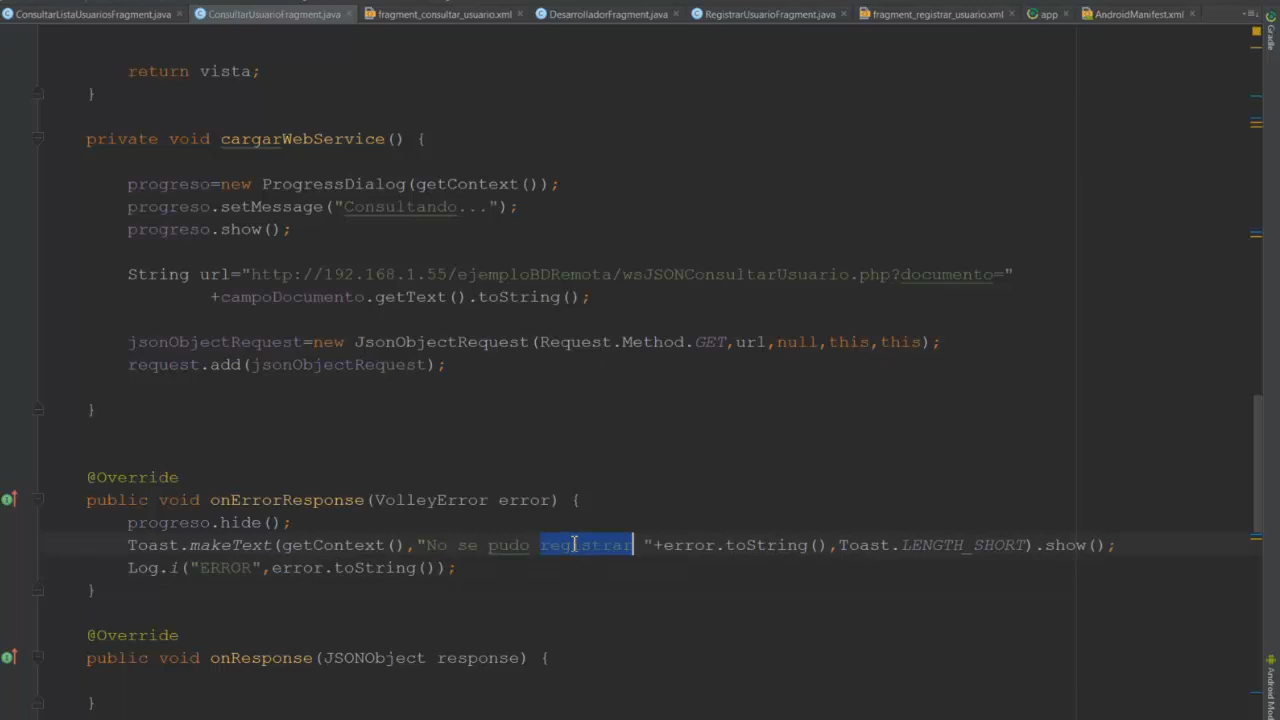 ConsultarListaUsuariosFragment.java ConsultarUsuarioFragment.java fragment_consultar_usuario.xml DesarrolladorFragment.java RegistrarUsuarioFragment.java fragment_registrar_usuario.xml app AndroidManifest.xml
Gradle
return vista;
}
private void cargarWebService() {
progreso=new ProgressDialog(getContext());
progreso.setMessage("Consultando...");
progreso.show();
String url="http://192.168.1.55/ejemploBDRemota/wsJSONConsultarUsuario.php?documento="
+campoDocumento.getText().toString();
jsonObjectRequest=new JsonObjectRequest(Request.Method.GET,url,null,this,this);
request.add(jsonObjectRequest);
}
@Override
public void onErrorResponse(VolleyError error) {
progreso.hide();
Toast.makeText(getContext(),"No se pudo registrar "+error.toString(),Toast.LENGTH_SHORT).show();
Log.i("ERROR",error.toString());
}
@Override
public void onResponse(JSONObject response) {
}
Android Mod